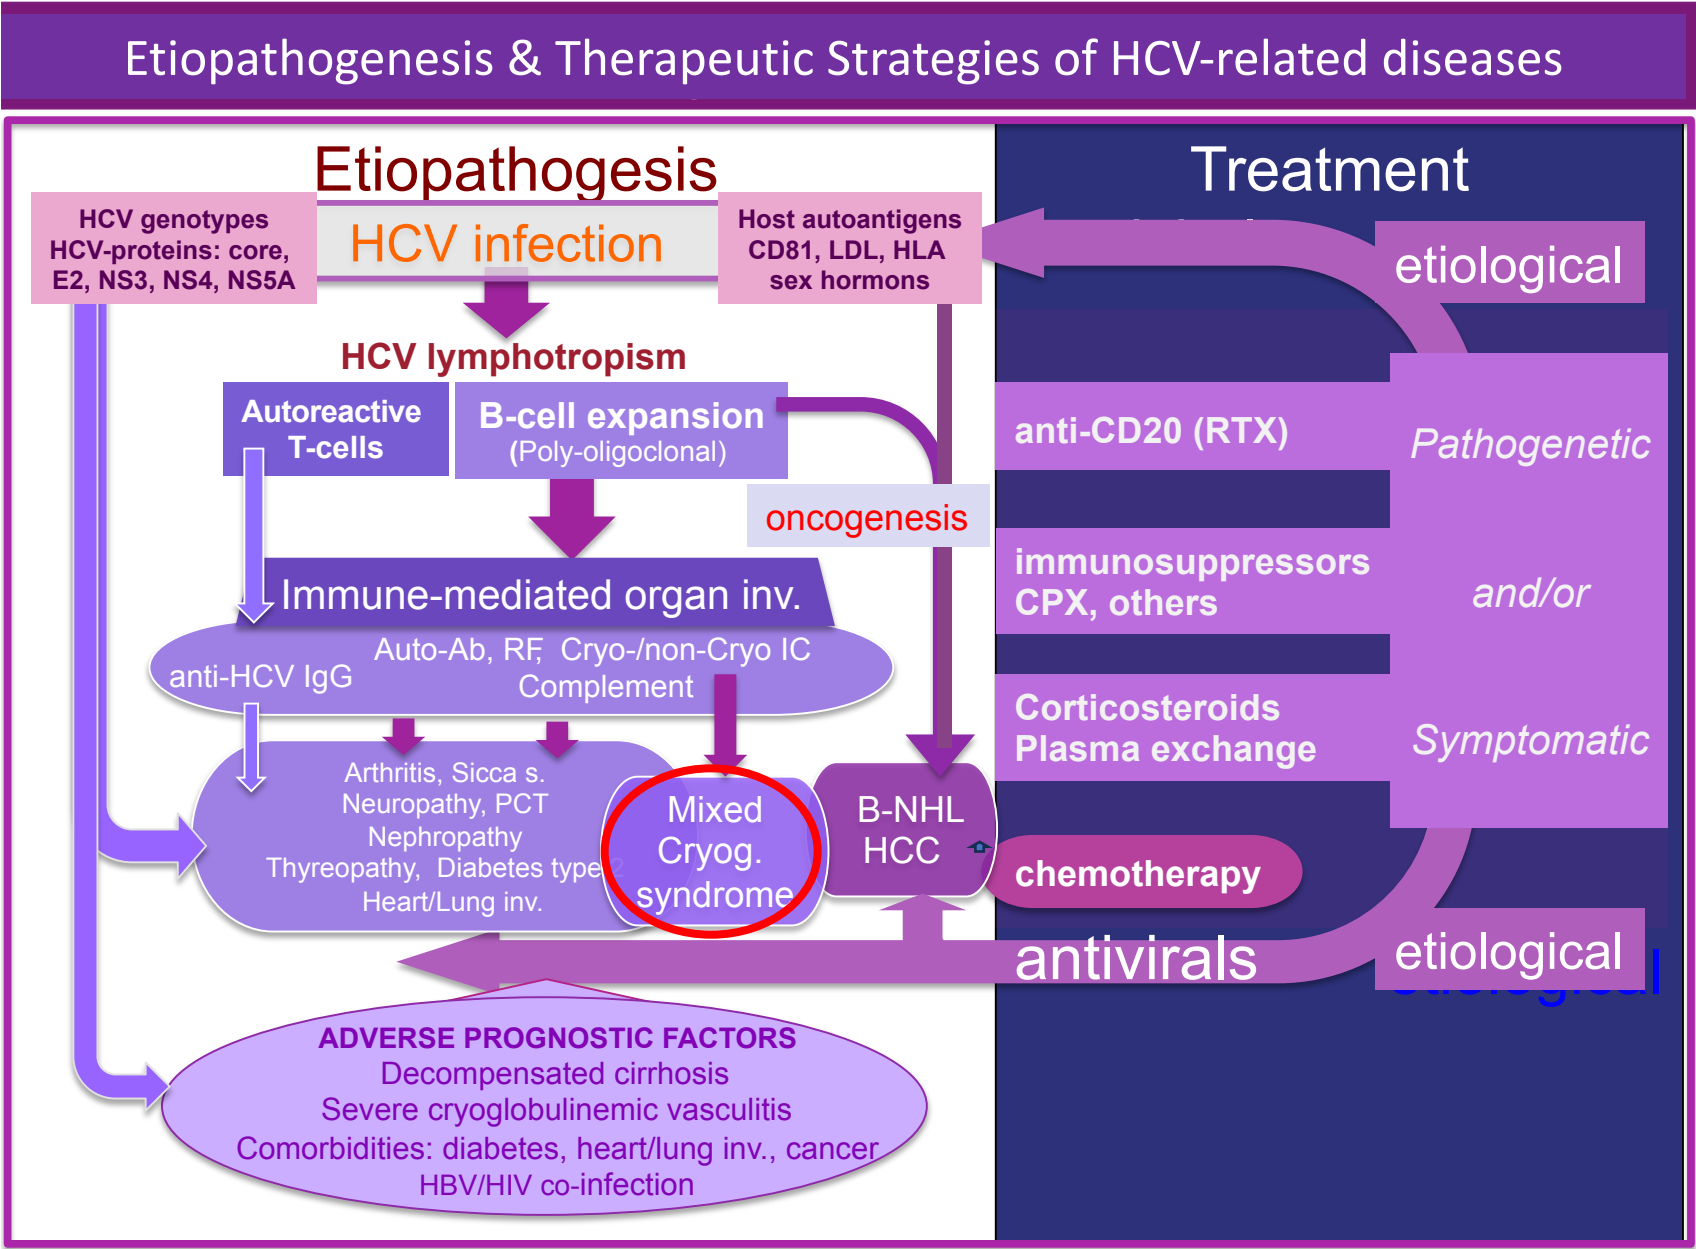 Etiopathogenesis & Therapeutic Strategies of HCV-related diseases
Etiopathogesis
HCV genotypes
HCV-proteins: core,
E2, NS3, NS4, NS5A
HCV infection
Host autoantigens
CD81, LDL, HLA
sex hormons
HCV lymphotropism
Autoreactive
T-cells
B-cell expansion
(Poly-oligoclonal)
oncogenesis
Immune-mediated organ inv.
anti-HCV IgG
Auto-Ab, RF, Cryo-/non-Cryo IC
Complement
Arthritis, Sicca s.
Neuropathy, PCT
Nephropathy
Thyreopathy, Diabetes type 2
Heart/Lung inv.
Mixed
Cryog.
syndrome
B-NHL
HCC
ADVERSE PROGNOSTIC FACTORS
Decompensated cirrhosis
Severe cryoglobulinemic vasculitis
Comorbidities: diabetes, heart/lung inv., cancer
HBV/HIV co-infection
Treatment
etiological
anti-CD20 (RTX)
Pathogenetic
immunosuppressors
CPX, others
and/or
Corticosteroids
Plasma exchange
Symptomatic
chemotherapy
antivirals
etiological
etiological